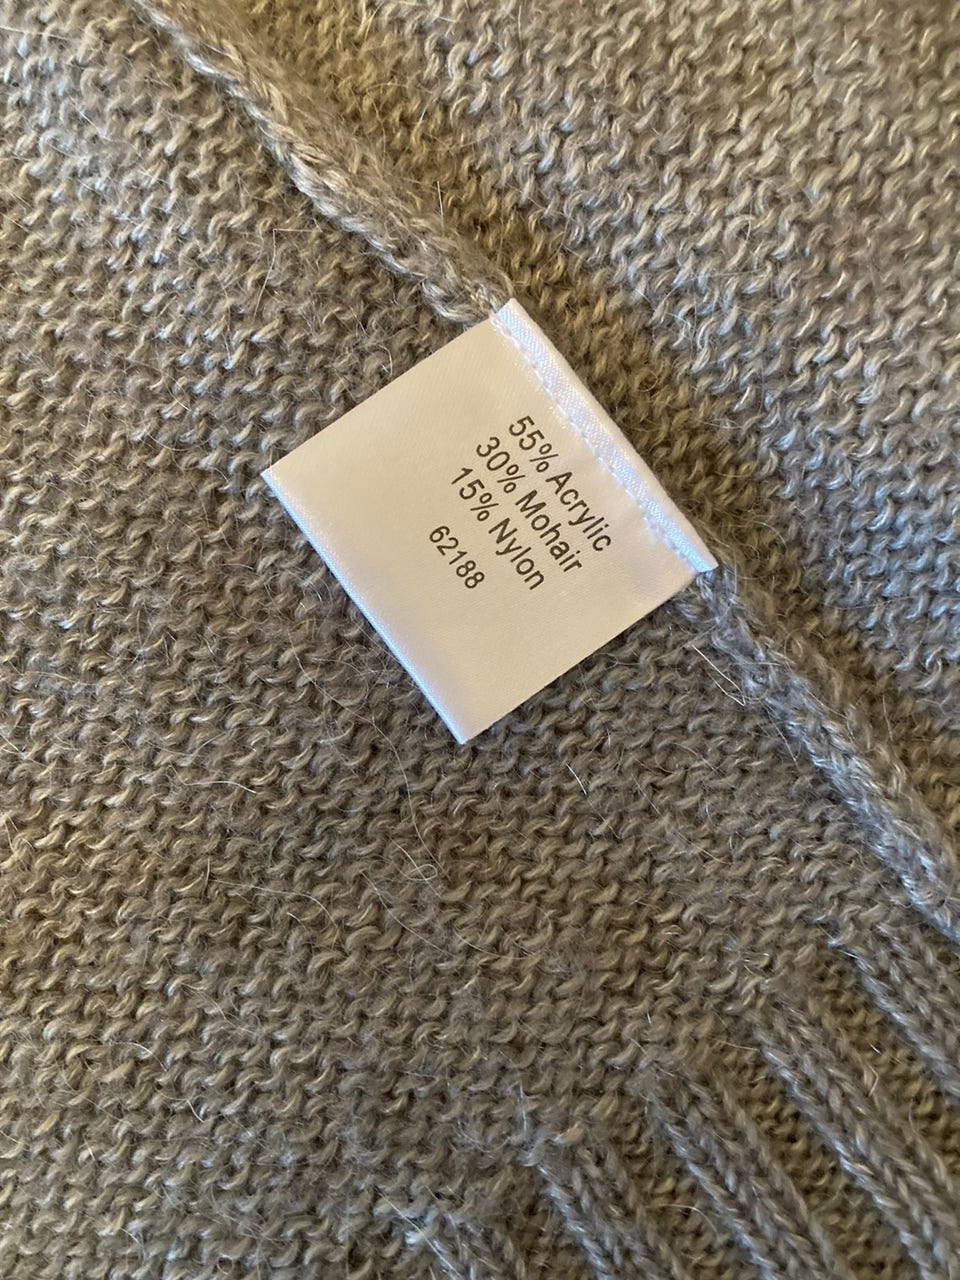 55% Acrylic
30% Mohair
15% Nylon
62188